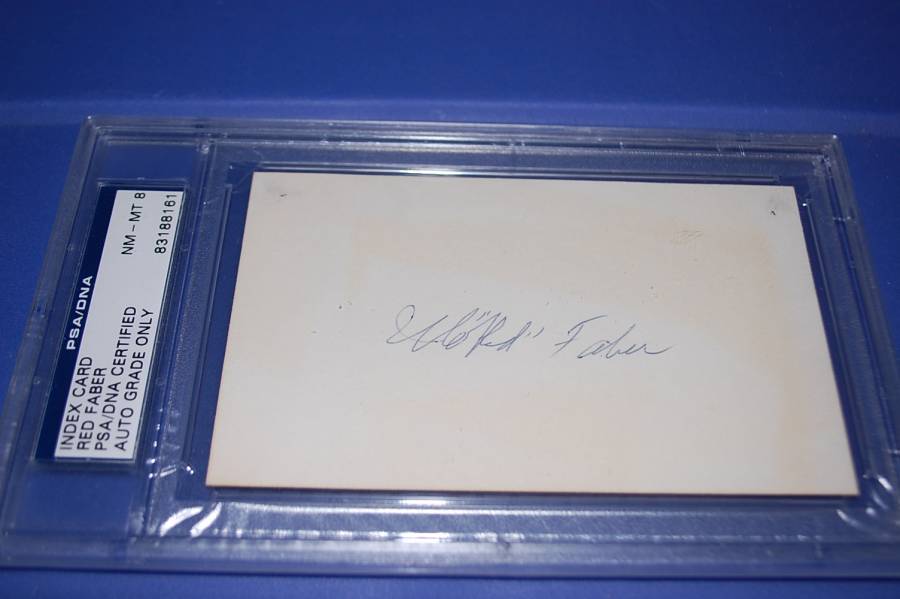 PSA/DNA
INDEX CARD
RED FABER
PSA/DNA CERTIFIED
AUTO GRADE ONLY
NM - MT 8
83188161
"Red" Faber